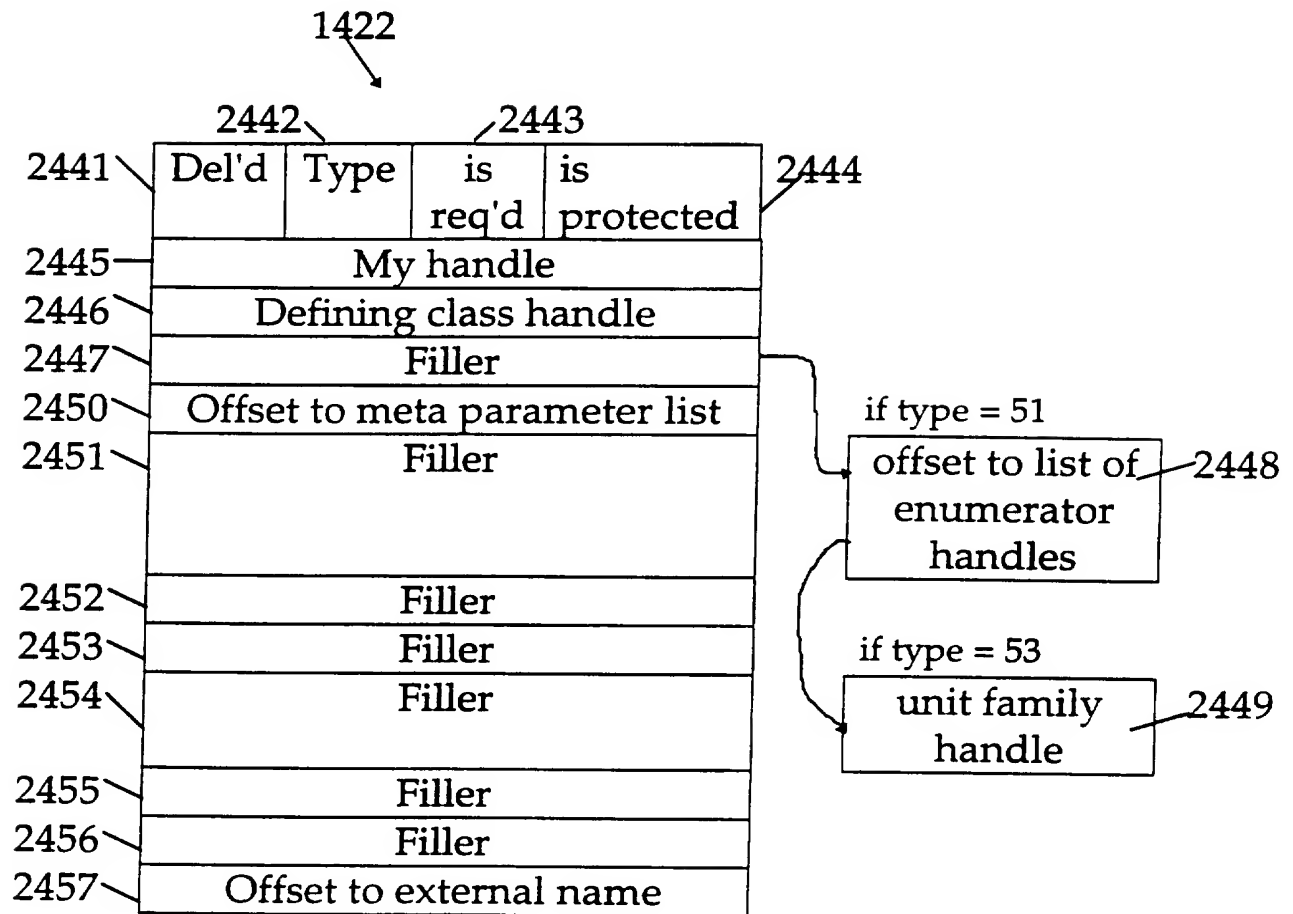 1422
2442 2443
2441 Del'd Type is req'd is protected 2444
2445 My handle
2446 Defining class handle
2447 Filler
2450 Offset to meta parameter list
if type = 51
2451 Filler
offset to list of 2448
enumerator
handles
2452 Filler
2453 Filler
if type = 53
2454 Filler
unit family 2449
handle
2455 Filler
2456 Filler
2457 Offset to external name